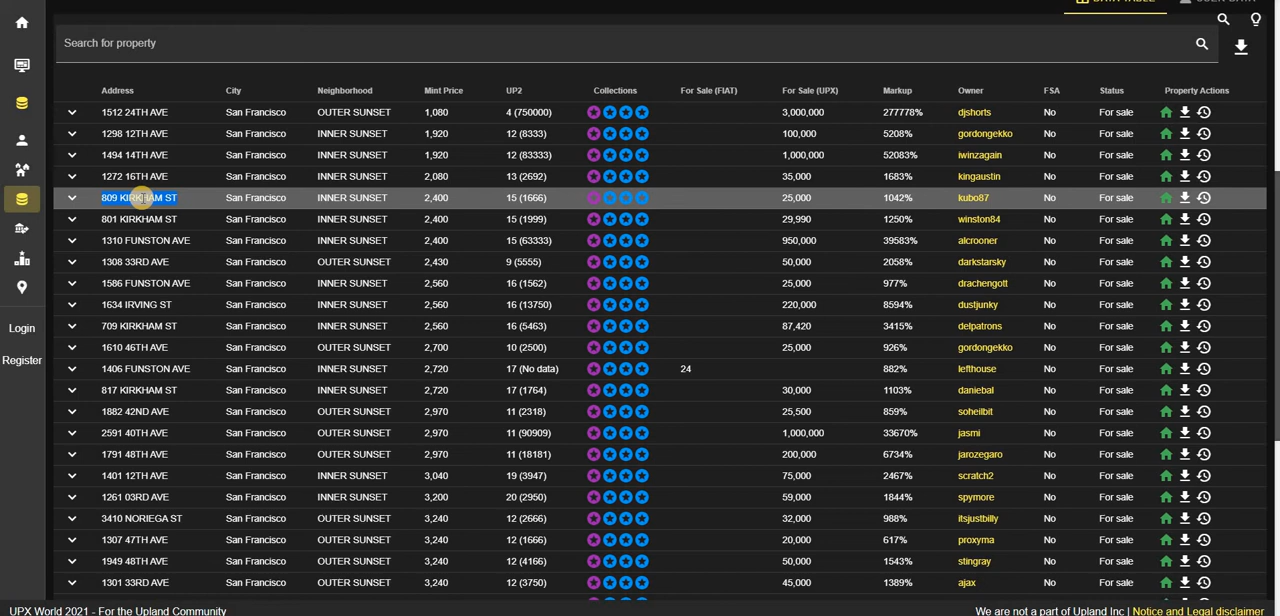 DATA TABLE USER DATA
Search for property
Address City Neighborhood Mint Price UP2 Collections For Sale (FIAT) For Sale (UPX) Markup Owner FSA Status Property Actions
1512 24TH AVE San Francisco OUTER SUNSET 1,080 4 (750000) 3,000,000 277778% djshorts No For sale
1298 12TH AVE San Francisco INNER SUNSET 1,920 12 (8333) 100,000 5208% gordongekko No For sale
1494 14TH AVE San Francisco INNER SUNSET 1,920 12 (83333) 1,000,000 52083% iwinzagain No For sale
1272 16TH AVE San Francisco INNER SUNSET 2,080 13 (2692) 35,000 1683% kingaustin No For sale
809 KIRKHAM ST San Francisco INNER SUNSET 2,400 15 (1666) 25,000 1042% kubo87 No For sale
801 KIRKHAM ST San Francisco INNER SUNSET 2,400 15 (1999) 29,990 1250% winston84 No For sale
1310 FUNSTON AVE San Francisco INNER SUNSET 2,400 15 (63333) 950,000 39583% alcrooner No For sale
1308 33RD AVE San Francisco OUTER SUNSET 2,430 9 (5555) 50,000 2058% darkstarsky No For sale
1586 FUNSTON AVE San Francisco INNER SUNSET 2,560 16 (1562) 25,000 977% drachengott No For sale
1634 IRVING ST San Francisco INNER SUNSET 2,560 16 (13750) 220,000 8594% dustjunky No For sale
709 KIRKHAM ST San Francisco INNER SUNSET 2,560 16 (5463) 87,420 3415% delpatrons No For sale
1610 46TH AVE San Francisco OUTER SUNSET 2,700 10 (2500) 25,000 926% gordongekko No For sale
1406 FUNSTON AVE San Francisco INNER SUNSET 2,720 17 (No data) 24 882% lefthouse No For sale
817 KIRKHAM ST San Francisco INNER SUNSET 2,720 17 (1764) 30,000 1103% daniebal No For sale
1882 42ND AVE San Francisco OUTER SUNSET 2,970 11 (2318) 25,500 859% soheilbit No For sale
2591 40TH AVE San Francisco OUTER SUNSET 2,970 11 (90909) 1,000,000 33670% jasmi No For sale
1791 48TH AVE San Francisco OUTER SUNSET 2,970 11 (18181) 200,000 6734% jarozegaro No For sale
1401 12TH AVE San Francisco INNER SUNSET 3,040 19 (3947) 75,000 2467% scratch2 No For sale
1261 03RD AVE San Francisco INNER SUNSET 3,200 20 (2950) 59,000 1844% spymore No For sale
3410 NORIEGA ST San Francisco OUTER SUNSET 3,240 12 (2666) 32,000 988% itsjustbilly No For sale
1307 47TH AVE San Francisco OUTER SUNSET 3,240 12 (1666) 20,000 617% proxyma No For sale
1949 48TH AVE San Francisco OUTER SUNSET 3,240 12 (4166) 50,000 1543% stingray No For sale
1301 33RD AVE San Francisco OUTER SUNSET 3,240 12 (3750) 45,000 1389% ajax No For sale
Login
Register
UPX World 2021 - For the Upland Community We are not a part of Upland Inc | Notice and Legal disclaimer